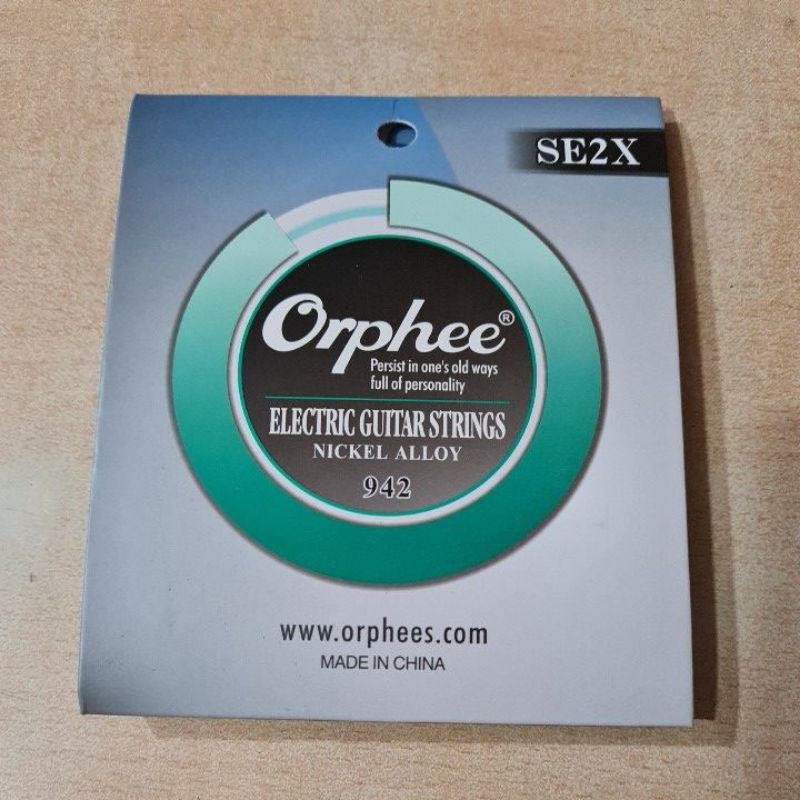 SE2X
Orphee®
Persist in one's old ways
full of personality
ELECTRIC GUITAR STRINGS
NICKEL ALLOY
942
www.orphees.com
MADE IN CHINA